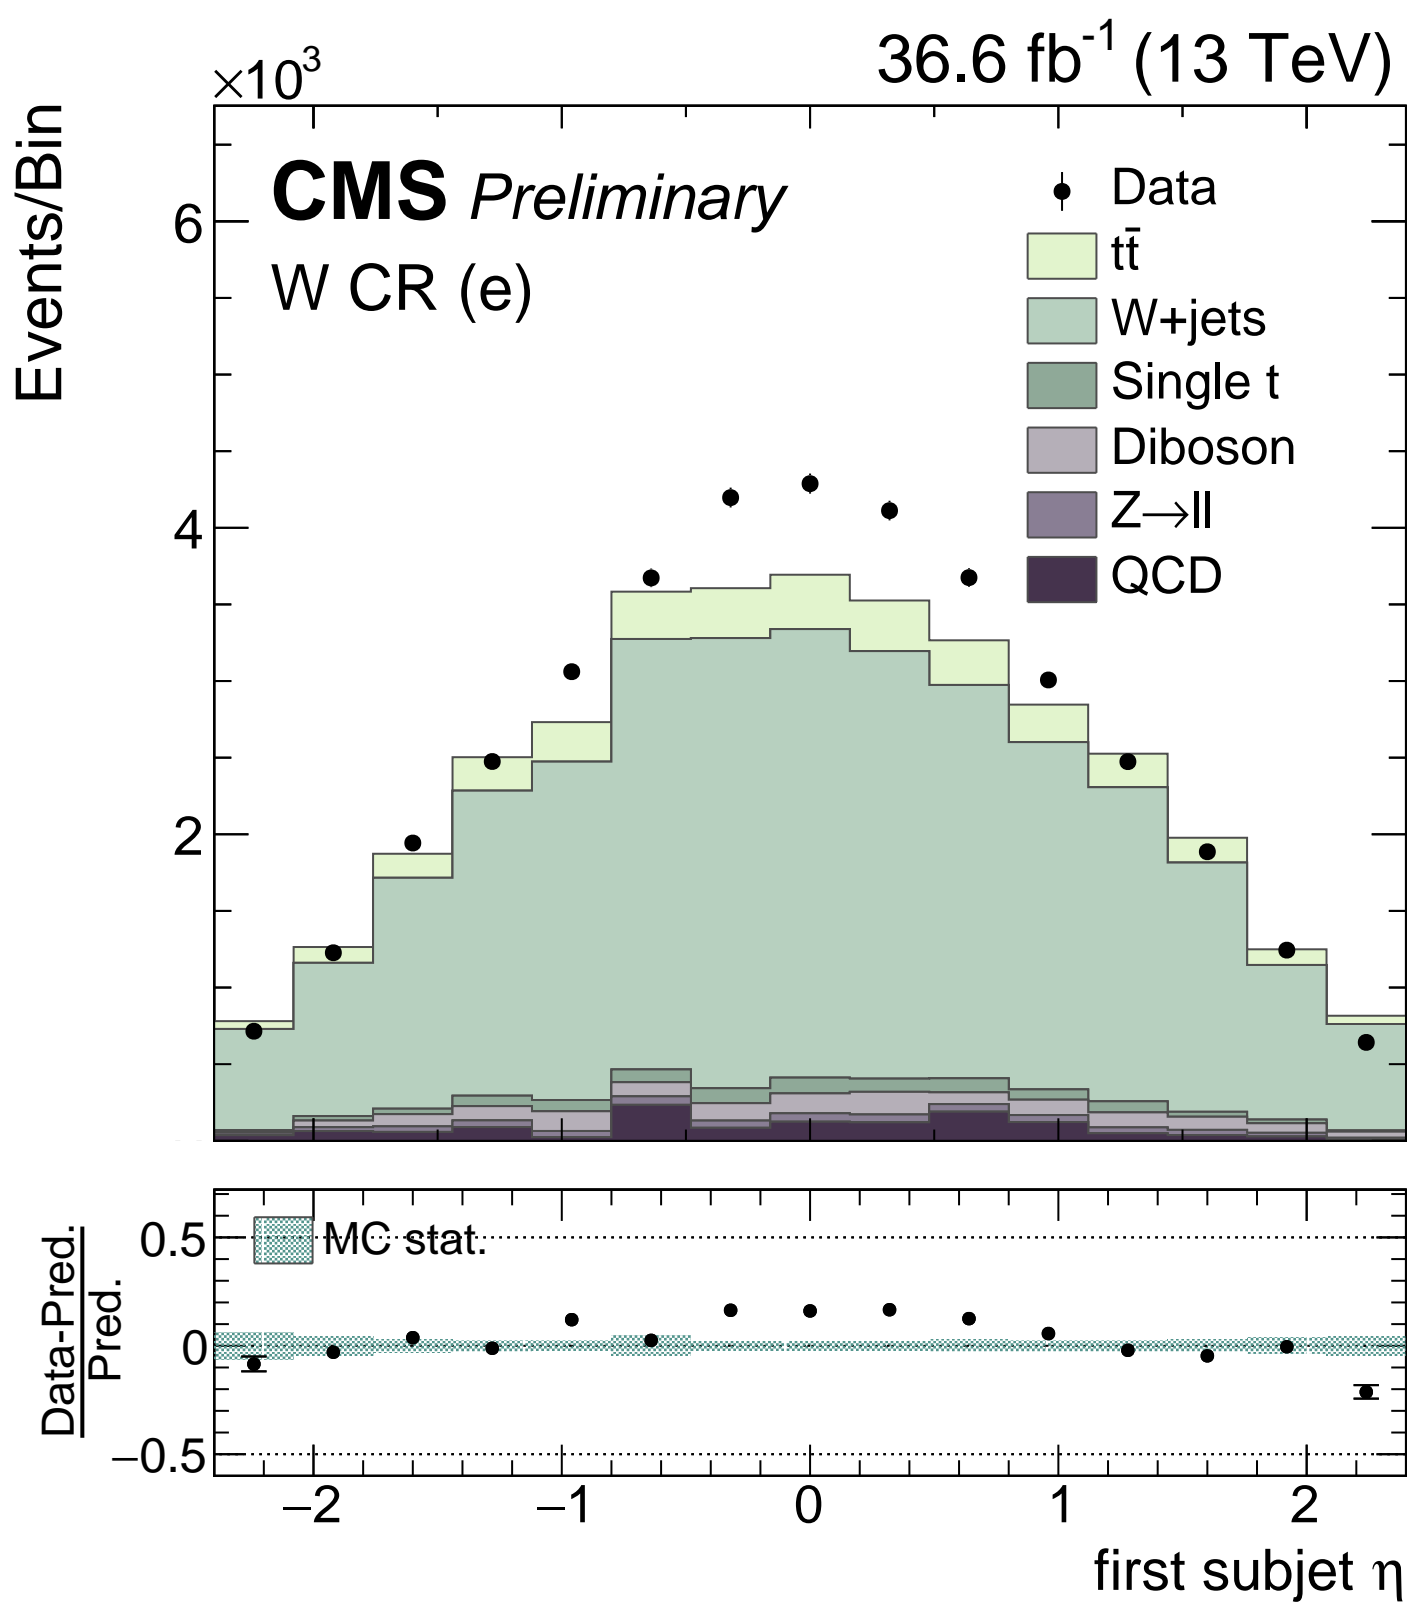 ×10³
36.6 fb⁻¹ (13 TeV)
Events/Bin
CMS Preliminary
W CR (e)
Data
tt̄
W+jets
Single t
Diboson
Z→ll
QCD
6
4
2
Data-Pred.
Pred.
0.5
0
−0.5
MC stat.
−2 −1 0 1 2
first subjet η